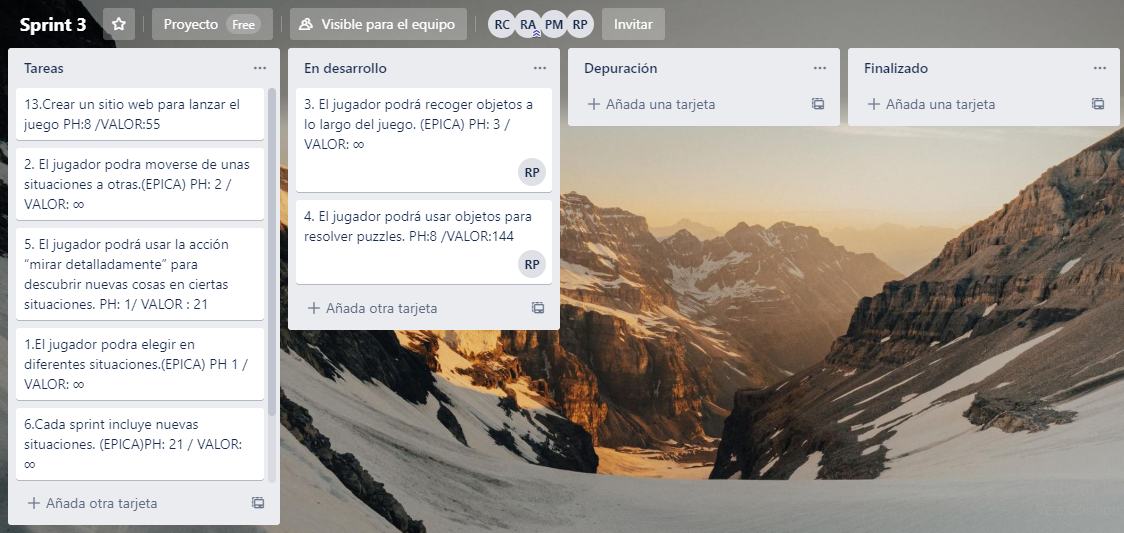 Sprint 3
Proyecto Free
Visible para el equipo
RC RA PM RP
Invitar
Tareas
13.Crear un sitio web para lanzar el
juego PH:8 /VALOR:55
2. El jugador podra moverse de unas
situaciones a otras.(EPICA) PH: 2 /
VALOR: ∞
5. El jugador podrá usar la acción
“mirar detalladamente” para
descubrir nuevas cosas en ciertas
situaciones. PH: 1/ VALOR : 21
1.El jugador podra elegir en
diferentes situaciones.(EPICA) PH 1 /
VALOR: ∞
6.Cada sprint incluye nuevas
situaciones. (EPICA)PH: 21 / VALOR:
∞
+ Añada otra tarjeta
En desarrollo
3. El jugador podrá recoger objetos a
lo largo del juego. (EPICA) PH: 3 /
VALOR: ∞
RP
4. El jugador podrá usar objetos para
resolver puzzles. PH:8 /VALOR:144
RP
+ Añada otra tarjeta
Depuración
+ Añada una tarjeta
Finalizado
+ Añada una tarjeta